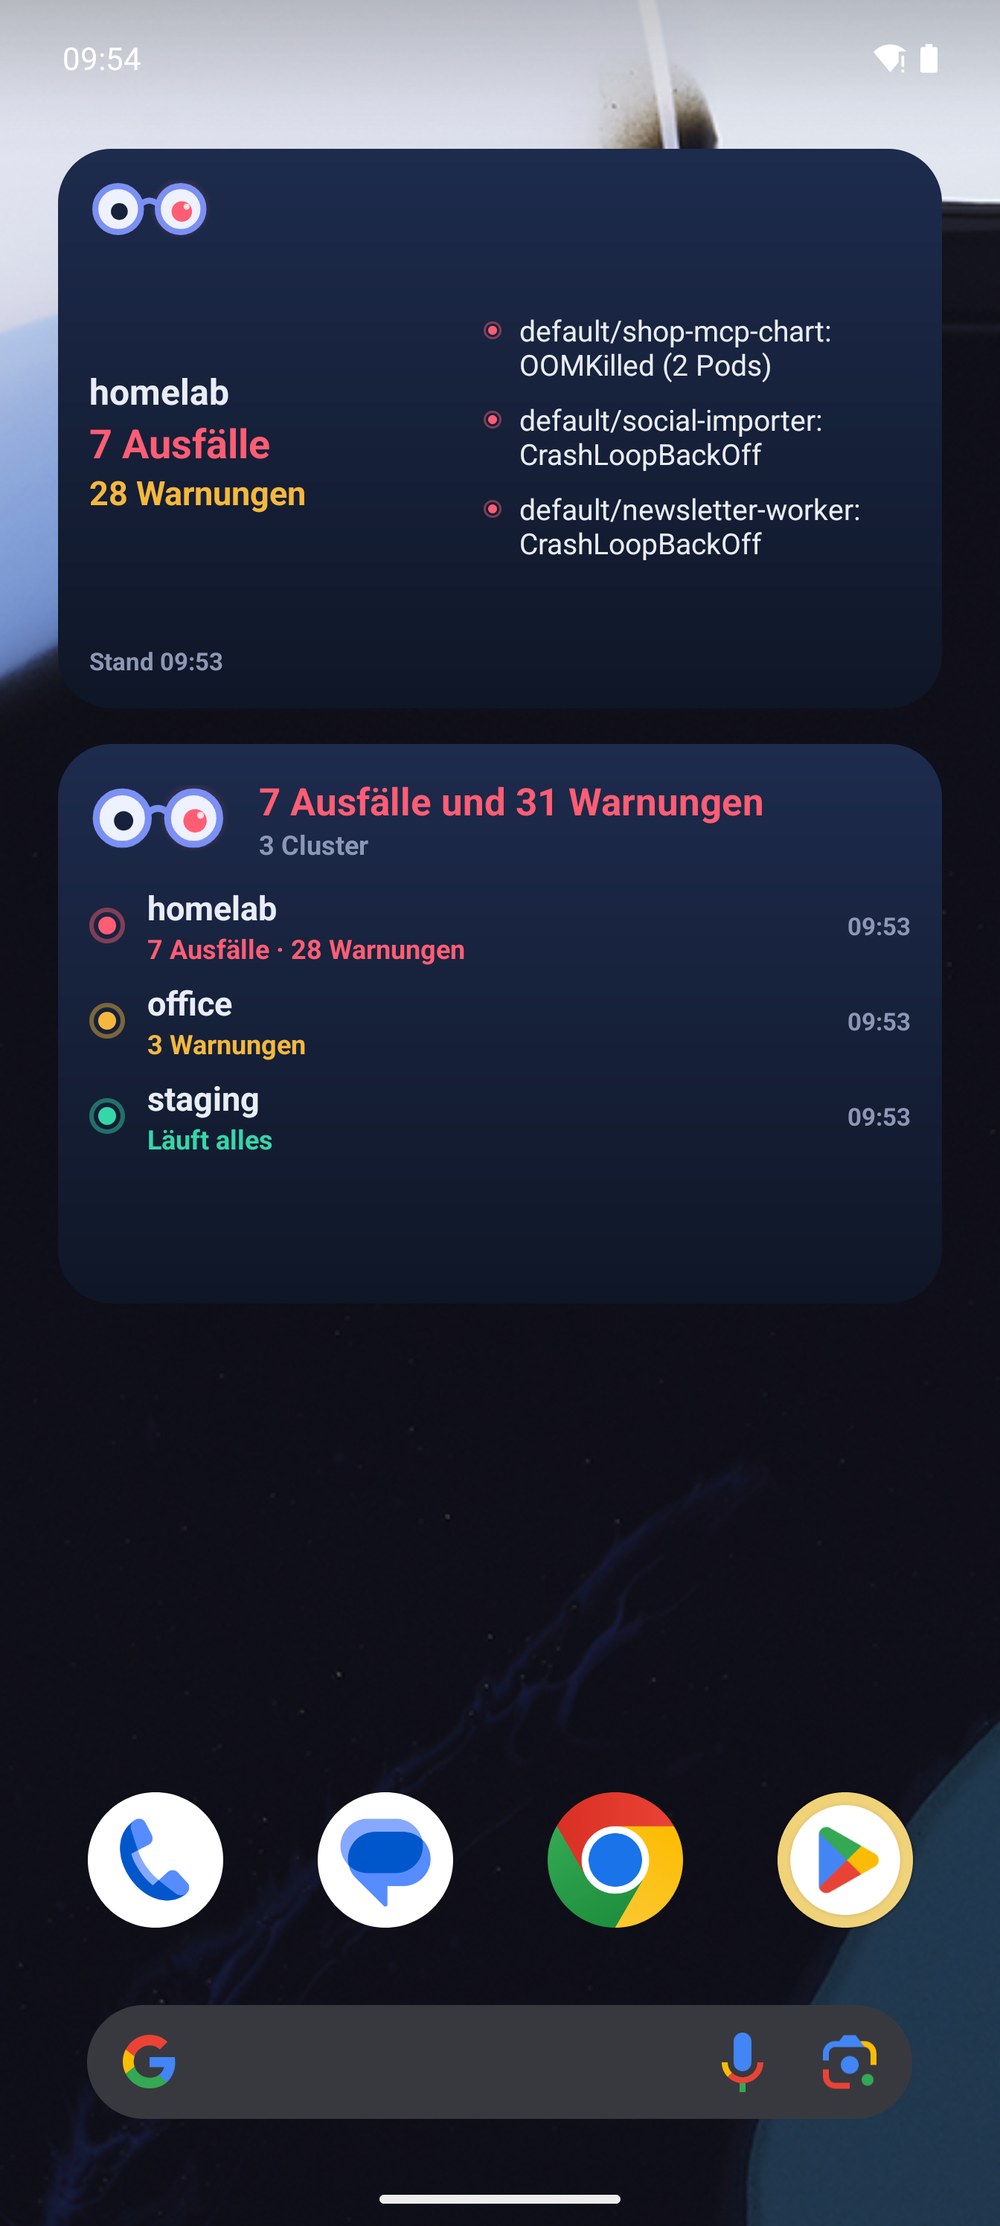 09:54
homelab
7 Ausfälle
28 Warnungen
default/shop-mcp-chart:
OOMKilled (2 Pods)
default/social-importer:
CrashLoopBackOff
default/newsletter-worker:
CrashLoopBackOff
Stand 09:53
7 Ausfälle und 31 Warnungen
3 Cluster
homelab
7 Ausfälle · 28 Warnungen
09:53
office
3 Warnungen
09:53
staging
Läuft alles
09:53